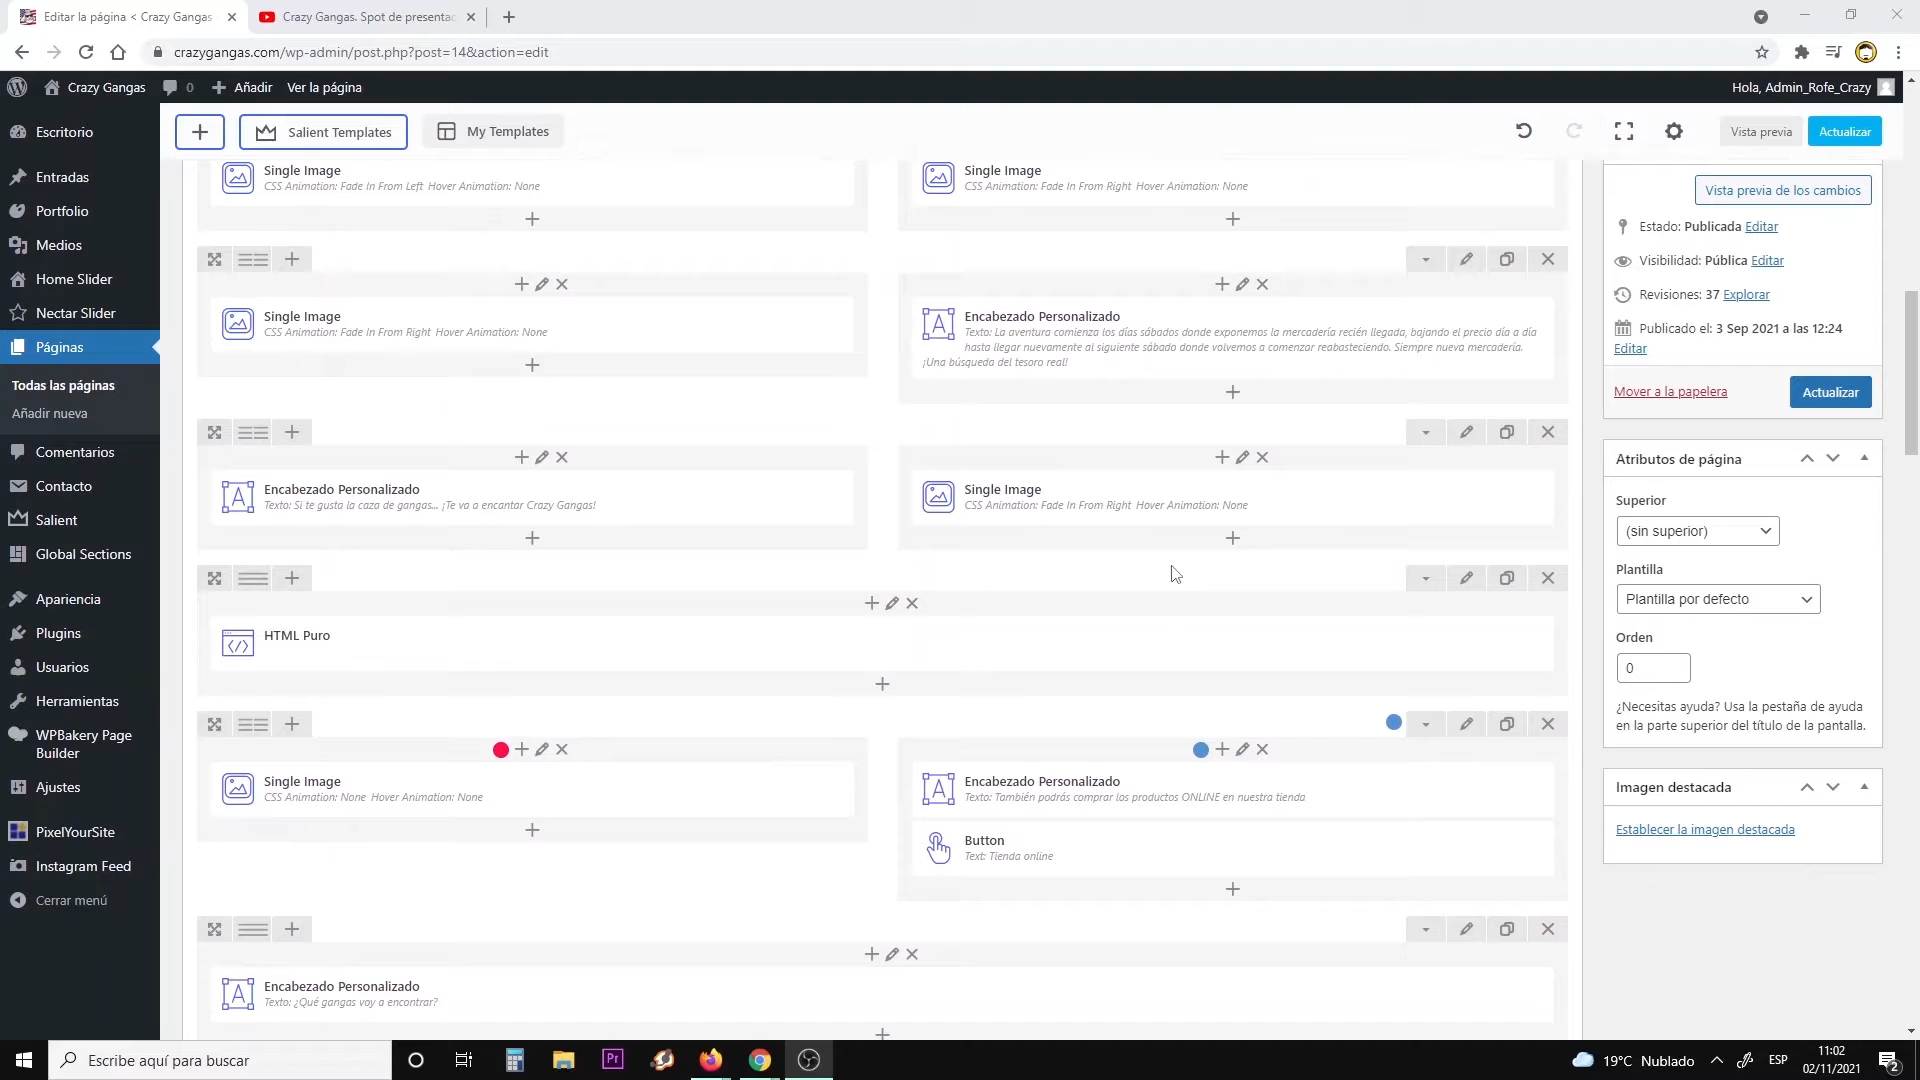 Editar la página < Crazy Gangas
Crazy Gangas. Spot de presentac
crazygangas.com/wp-admin/post.php?post=14&action=edit
Crazy Gangas
0
Añadir
Ver la página
Hola, Admin_Rofe_Crazy
Escritorio
Entradas
Portfolio
Medios
Home Slider
Nectar Slider
Páginas
Todas las páginas
Añadir nueva
Comentarios
Contacto
Salient
Global Sections
Apariencia
Plugins
Usuarios
Herramientas
WPBakery Page
Builder
Ajustes
PixelYourSite
Instagram Feed
Cerrar menú
Salient Templates
My Templates
Vista previa
Actualizar
Single Image
CSS Animation: Fade In From Left Hover Animation: None
Single Image
CSS Animation: Fade In From Right Hover Animation: None
Single Image
CSS Animation: Fade In From Right Hover Animation: None
Encabezado Personalizado
Texto: La aventura comienza los días sábados donde exponemos la mercadería recién llegada, bajando el precio día a día
hasta llegar nuevamente al siguiente sábado donde volvemos a comenzar reabasteciendo. Siempre nueva mercadería.
¡Una búsqueda del tesoro real!
Encabezado Personalizado
Texto: Si te gusta la caza de gangas... ¡Te va a encantar Crazy Gangas!
Single Image
CSS Animation: Fade In From Right Hover Animation: None
HTML Puro
Single Image
CSS Animation: None Hover Animation: None
Encabezado Personalizado
Texto: También podrás comprar los productos ONLINE en nuestra tienda
Button
Text: Tienda online
Encabezado Personalizado
Texto: ¿Qué gangas voy a encontrar?
Vista previa de los cambios
Estado: Publicada Editar
Visibilidad: Pública Editar
Revisiones: 37 Explorar
Publicado el: 3 Sep 2021 a las 12:24
Editar
Mover a la papelera
Actualizar
Atributos de página
Superior
(sin superior)
Plantilla
Plantilla por defecto
Orden
0
¿Necesitas ayuda? Usa la pestaña de ayuda
en la parte superior del título de la pantalla.
Imagen destacada
Establecer la imagen destacada
Escribe aquí para buscar
Pr
19°C Nublado
ESP
11:02
02/11/2021
2